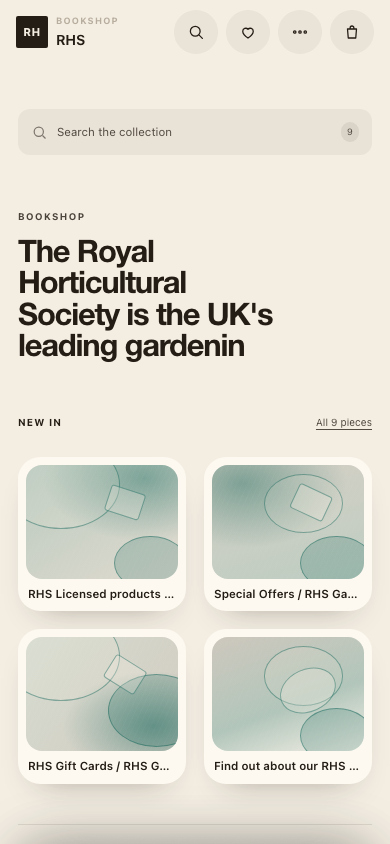 RH
BOOKSHOP
RHS
Search the collection
9
BOOKSHOP
The Royal
Horticultural
Society is the UK's
leading gardenin
NEW IN
All 9 pieces
RHS Licensed products ...
Special Offers / RHS Ga...
RHS Gift Cards / RHS G...
Find out about our RHS ...